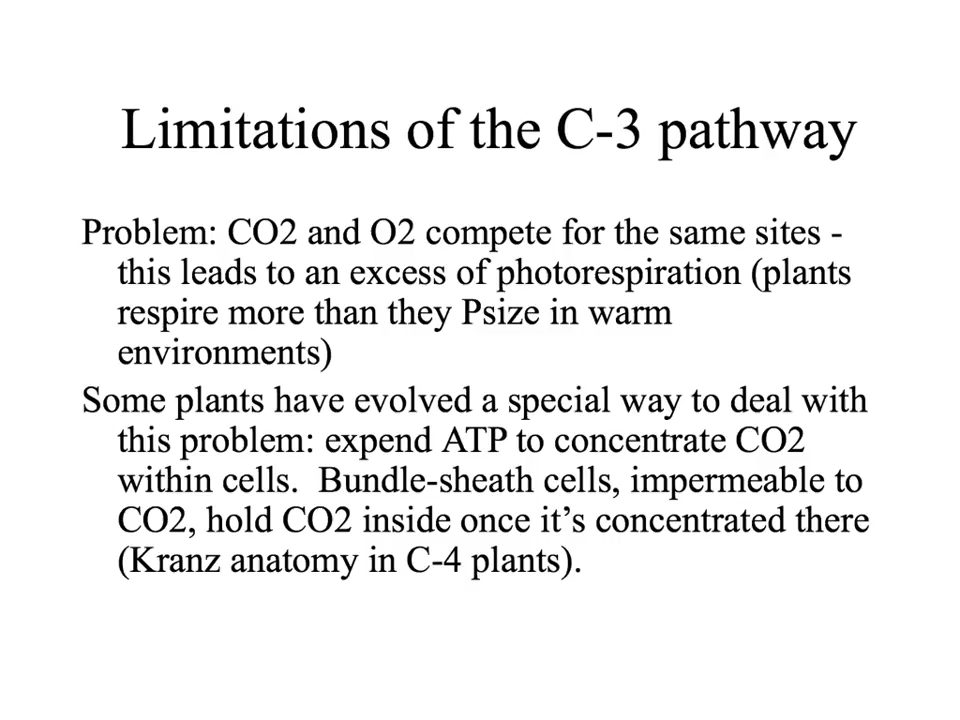 Limitations of the C-3 pathway
Problem: CO2 and O2 compete for the same sites -
this leads to an excess of photorespiration (plants
respire more than they Psize in warm
environments)
Some plants have evolved a special way to deal with
this problem: expend ATP to concentrate CO2
within cells.  Bundle-sheath cells, impermeable to
CO2, hold CO2 inside once it’s concentrated there
(Kranz anatomy in C-4 plants).